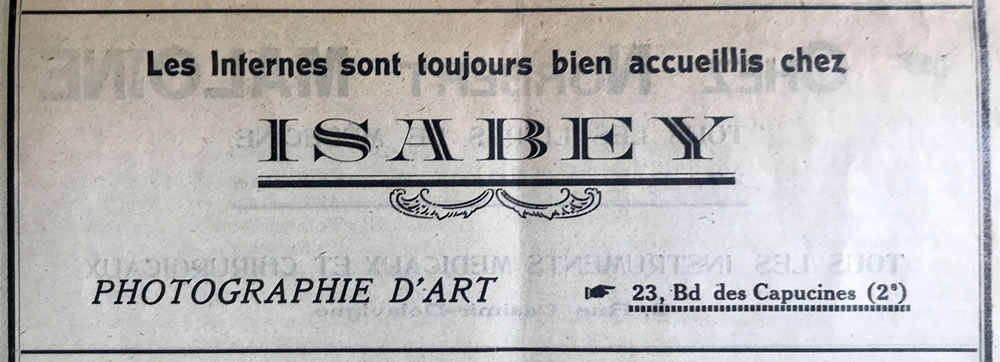 Les Internes sont toujours bien accueillis chez
ISABEY
PHOTOGRAPHIE D'ART
23, Bd des Capucines (2ᵉ)